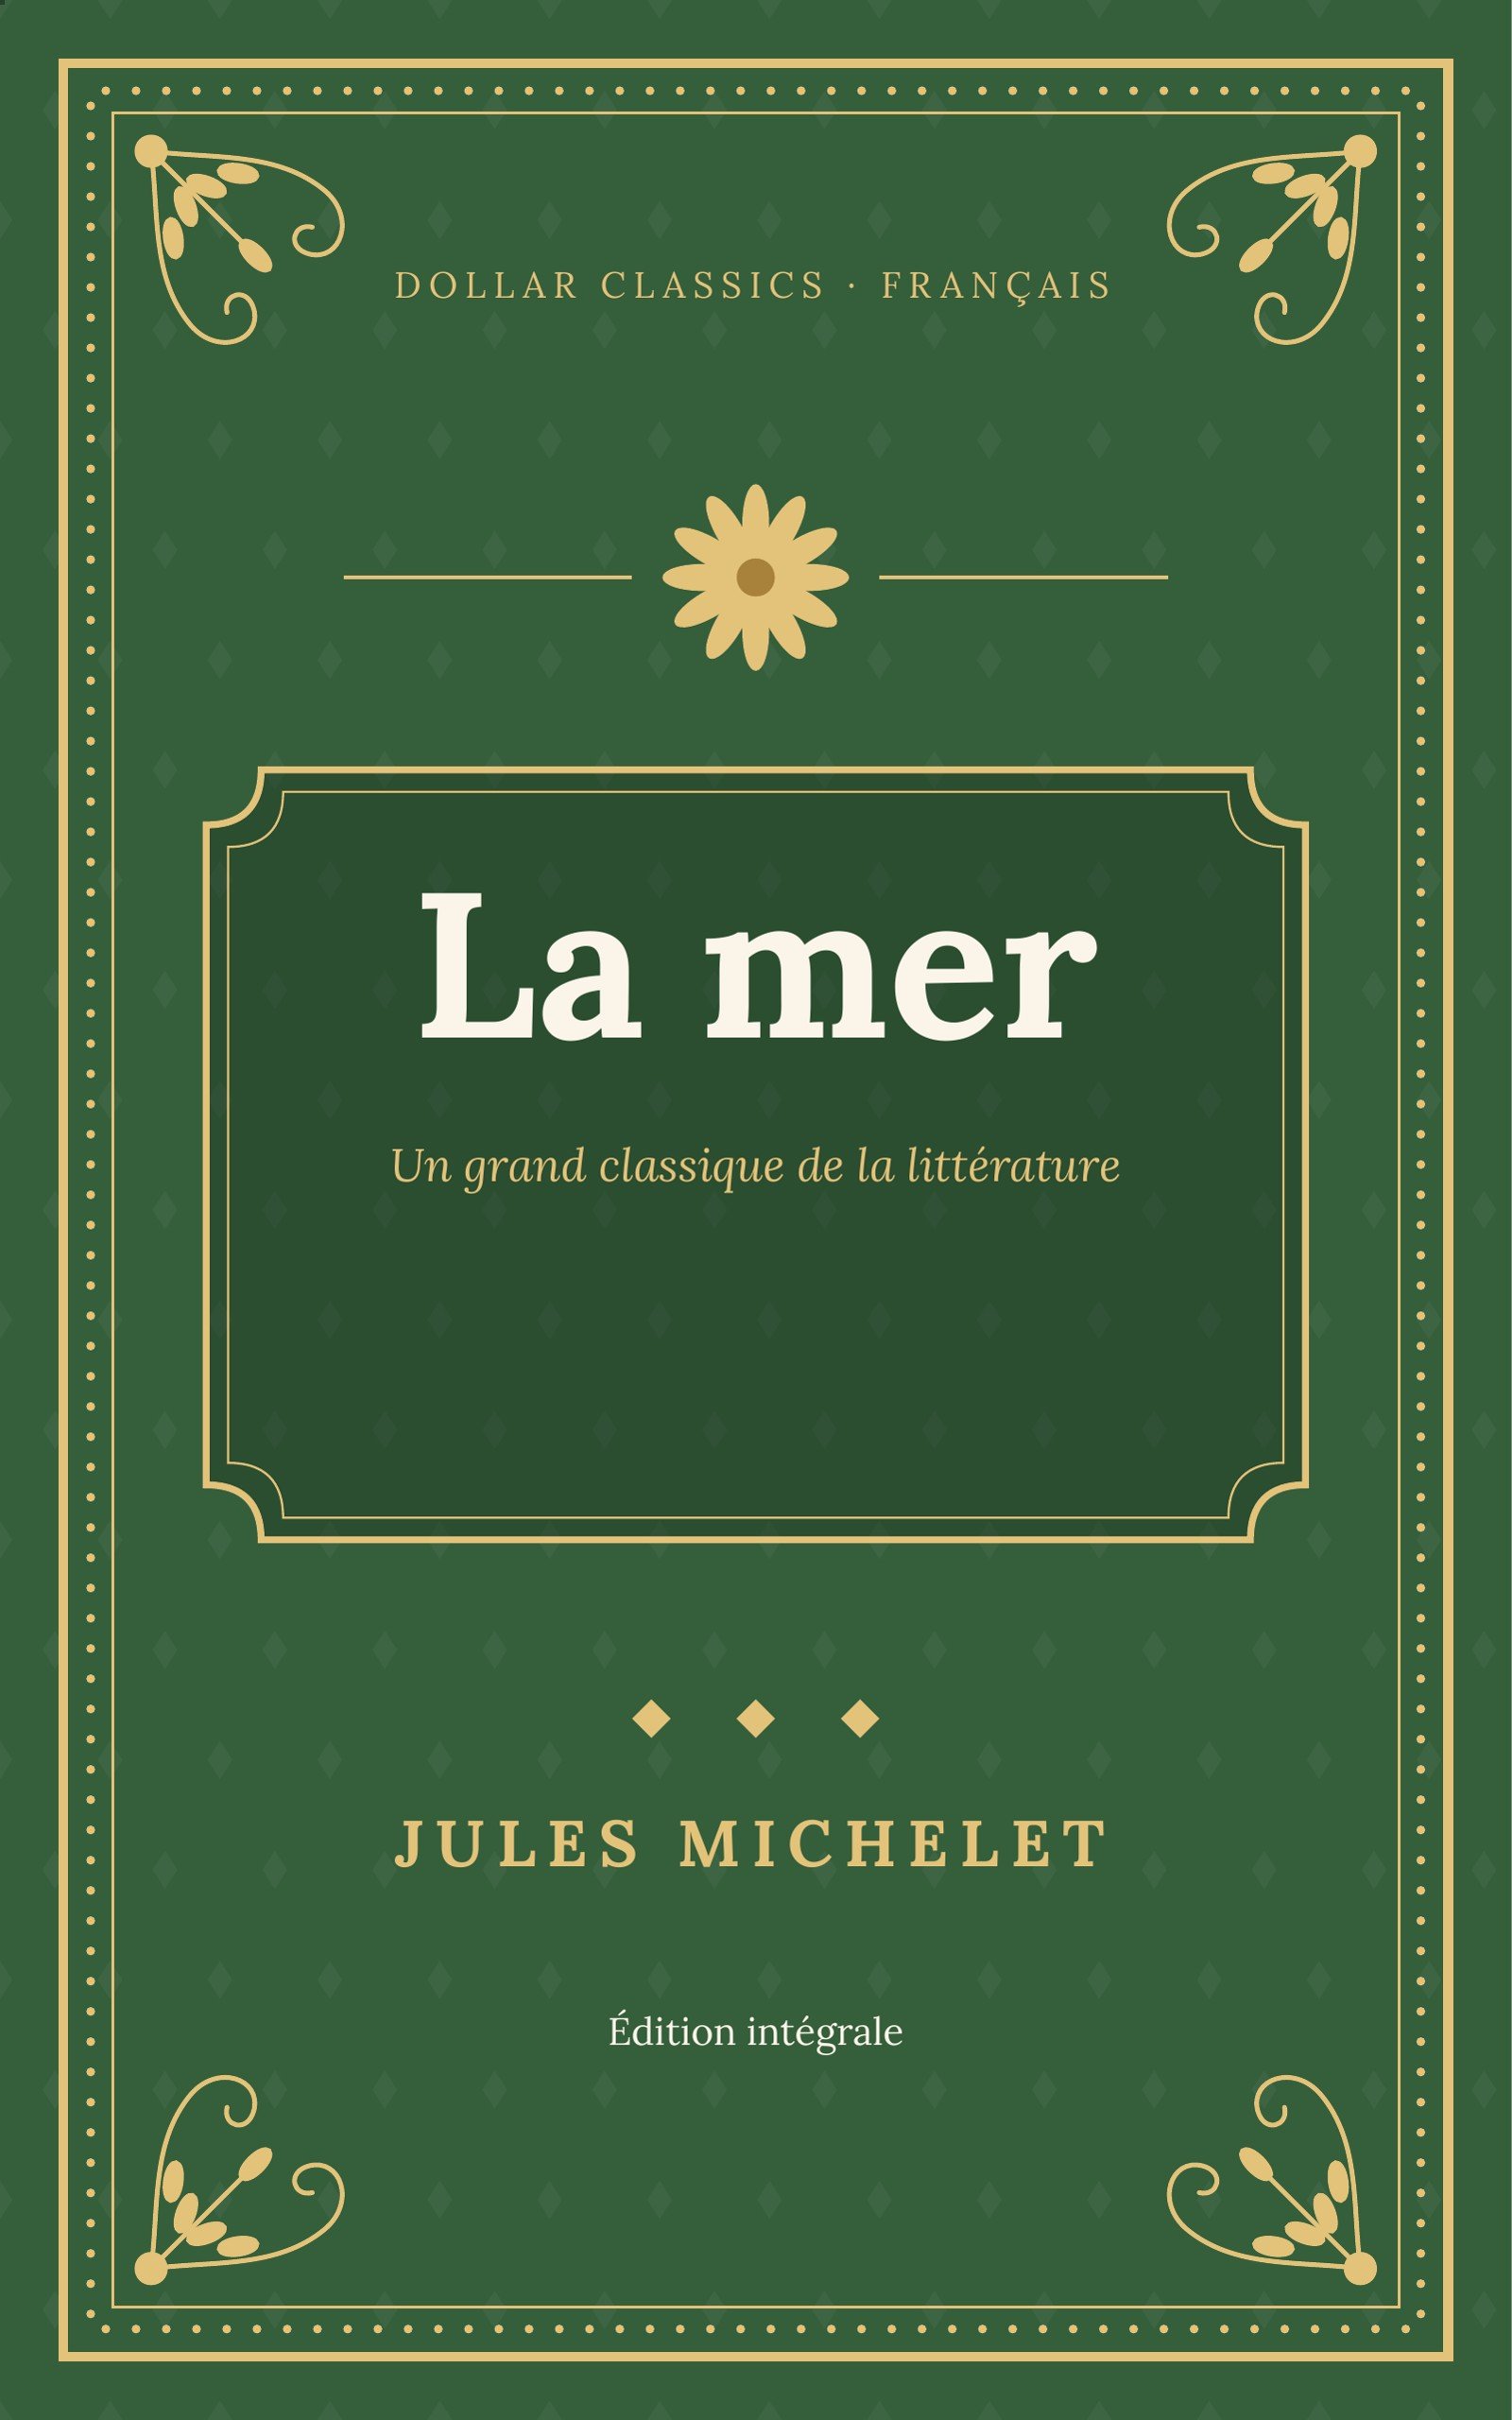 DOLLAR CLASSICS · FRANÇAIS
La mer
Un grand classique de la littérature
JULES MICHELET
Édition intégrale